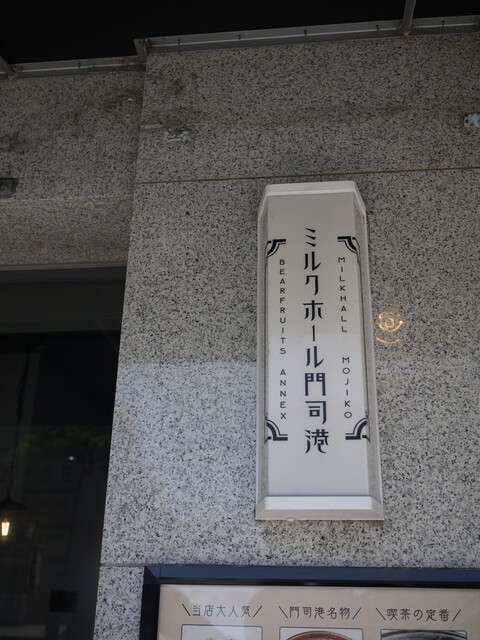 MILKHALL MOJIKO
ミルクホール門司港
BEARFRUITS ANNEX
＼当店大人気／
＼門司港名物／
＼喫茶の定番／